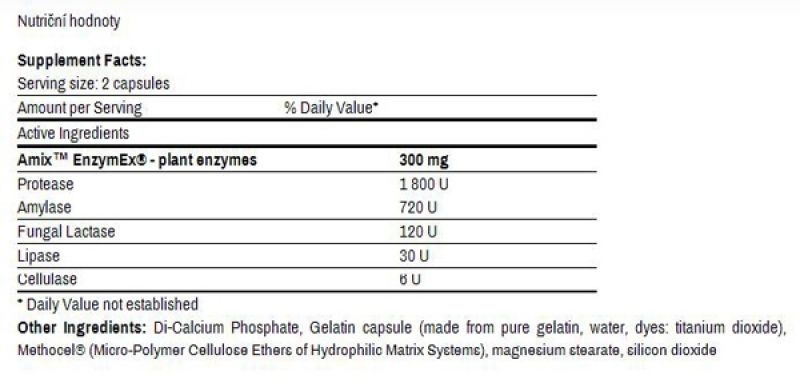 Nutriční hodnoty
Supplement Facts:
Serving size: 2 capsules
Amount per Serving % Daily Value*
Active Ingredients
Amix™ EnzymEx® - plant enzymes 300 mg
Protease 1 800 U
Amylase 720 U
Fungal Lactase 120 U
Lipase 30 U
Cellulase 6 U
* Daily Value not established
Other Ingredients: Di-Calcium Phosphate, Gelatin capsule (made from pure gelatin, water, dyes: titanium dioxide),
Methocel® (Micro-Polymer Cellulose Ethers of Hydrophilic Matrix Systems), magnesium stearate, silicon dioxide